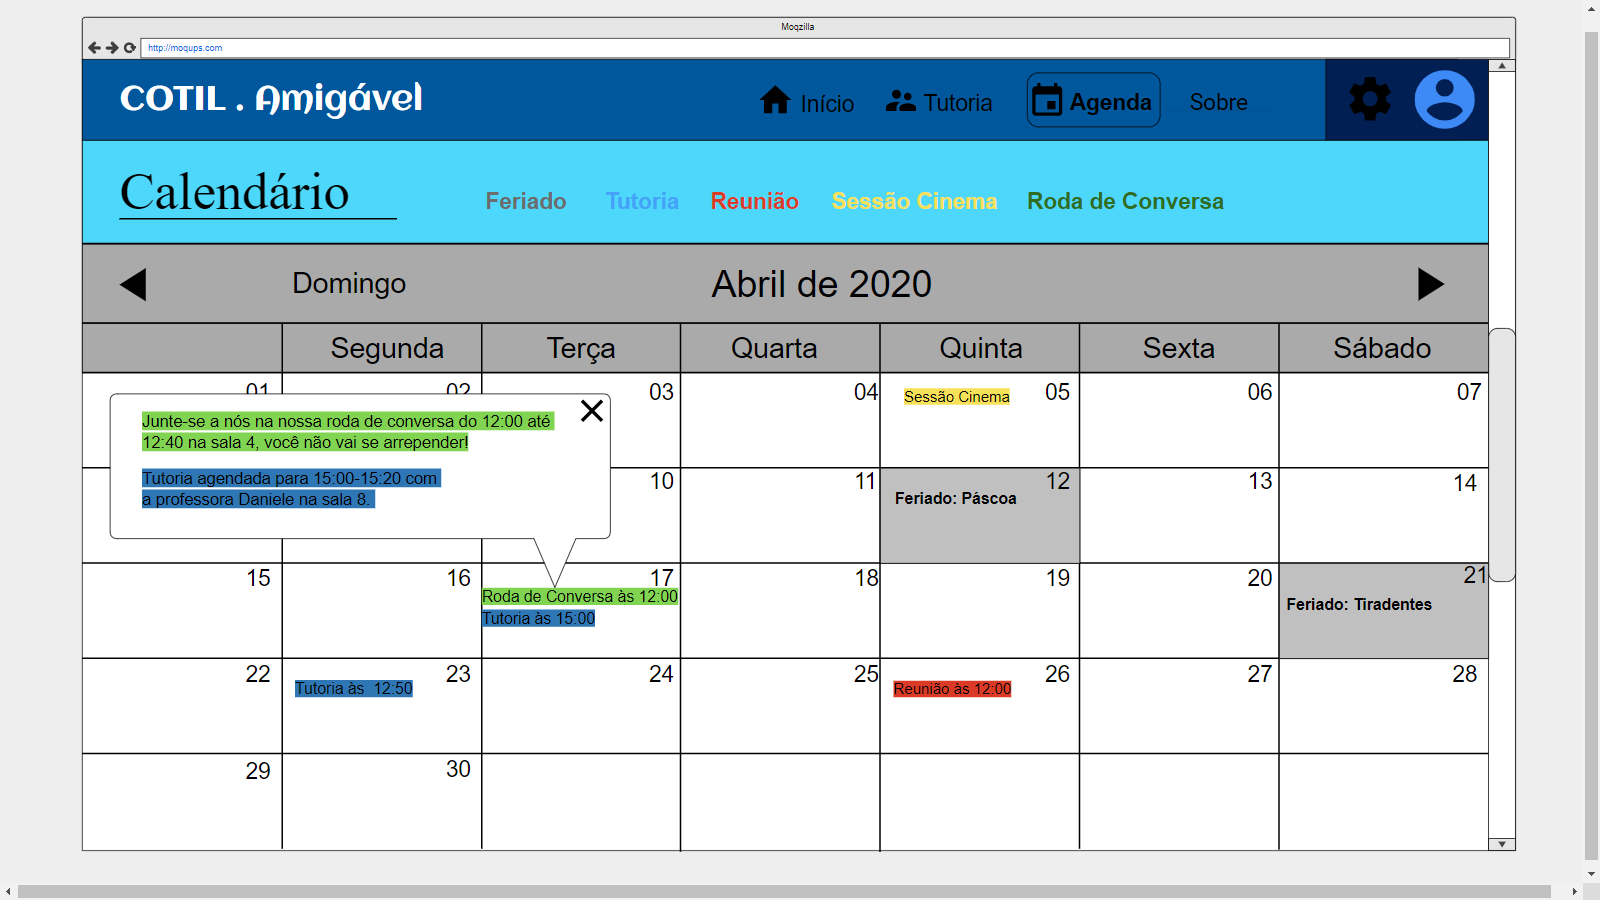 Moqzilla
http://moqups.com
COTIL . Amigável
Início
Tutoria
Agenda
Sobre
Calendário
Feriado
Tutoria
Reunião
Sessão Cinema
Roda de Conversa
Domingo
Abril de 2020
Segunda
Terça
Quarta
Quinta
Sexta
Sábado
01
02
03
04
Sessão Cinema
05
06
07
Junte-se a nós na nossa roda de conversa do 12:00 até
12:40 na sala 4, você não vai se arrepender!
Tutoria agendada para 15:00-15:20 com
a professora Daniele na sala 8.
10
11
12
Feriado: Páscoa
13
14
15
16
17
Roda de Conversa às 12:00
Tutoria às 15:00
18
19
20
21
Feriado: Tiradentes
22
23
Tutoria às  12:50
24
25
26
Reunião às 12:00
27
28
29
30